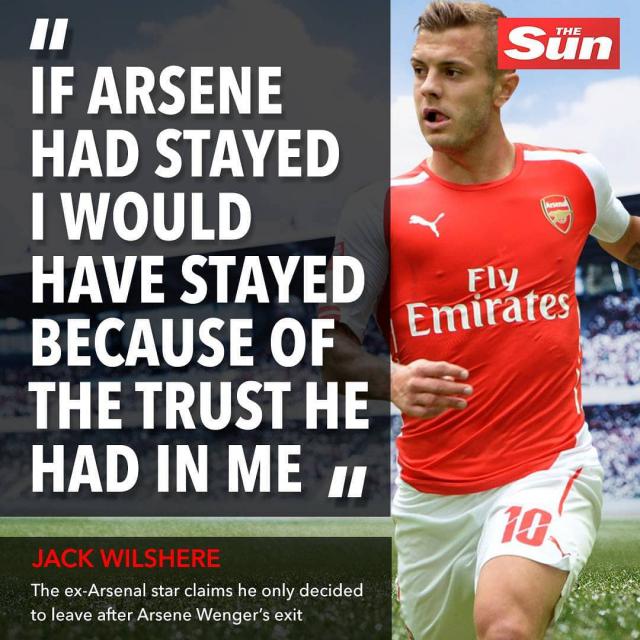 THE
Sun
"
IF ARSENE
HAD STAYED
I WOULD
HAVE STAYED
BECAUSE OF
THE TRUST HE
HAD IN ME "
Arsenal
Fly
Emirates
10
JACK WILSHERE
The ex-Arsenal star claims he only decided
to leave after Arsene Wenger's exit